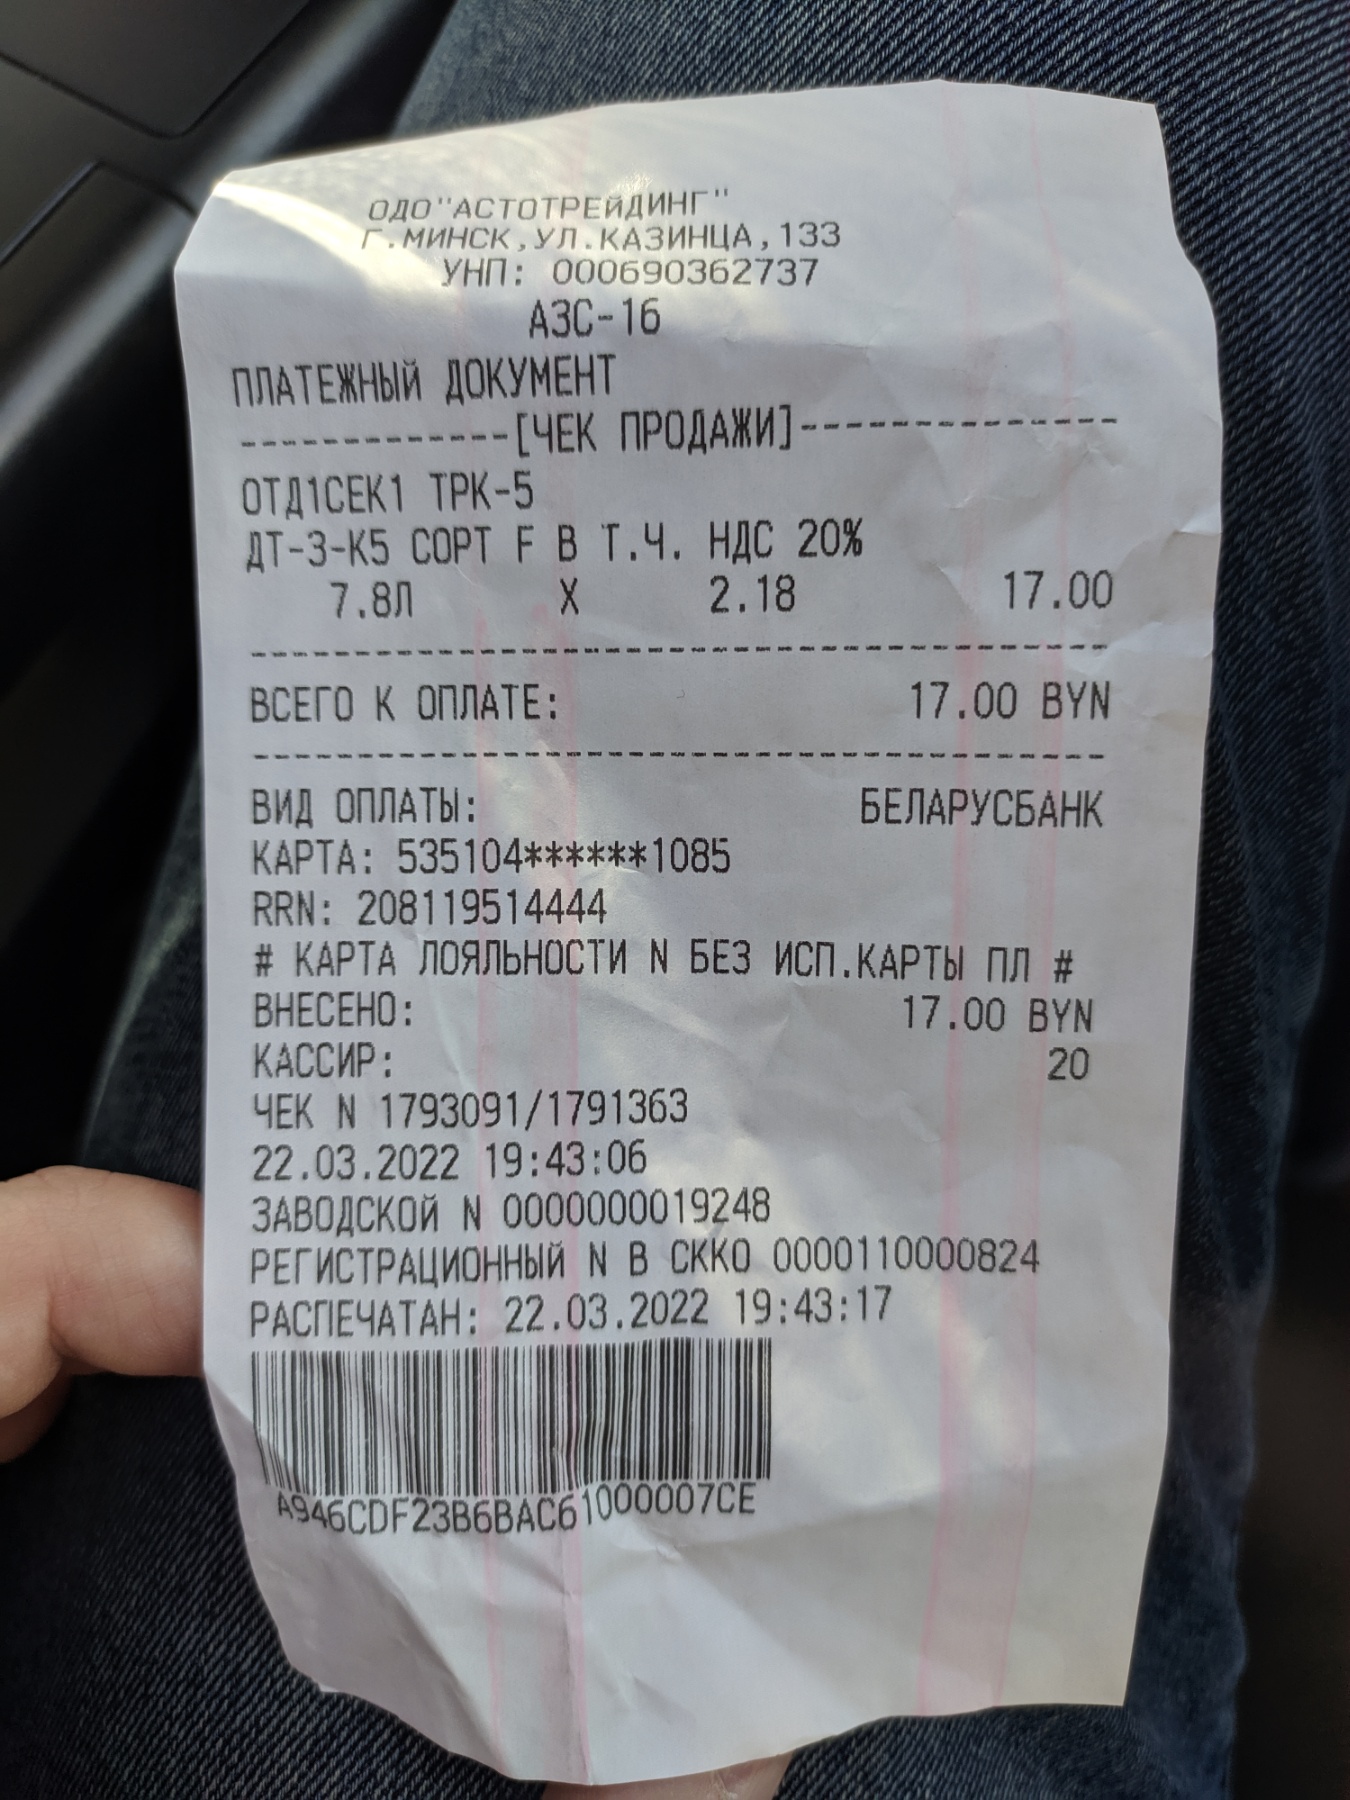 ОДО"АСТОТРЕЙДИНГ"
Г.МИНСК,УЛ.КАЗИНЦА,133
УНП: 000690362737
АЗС-16
ПЛАТЕЖНЫЙ ДОКУМЕНТ
-------------[ЧЕК ПРОДАЖИ]--------------
ОТД1СЕК1 ТРК-5
ДТ-З-К5 СОРТ F В Т.Ч. НДС 20%
7.8Л X 2.18 17.00
ВСЕГО К ОПЛАТЕ: 17.00 BYN
ВИД ОПЛАТЫ: БЕЛАРУСБАНК
КАРТА: 535104******1085
RRN: 208119514444
# КАРТА ЛОЯЛЬНОСТИ N БЕЗ ИСП.КАРТЫ ПЛ #
ВНЕСЕНО: 17.00 BYN
КАССИР: 20
ЧЕК N 1793091/1791363
22.03.2022 19:43:06
ЗАВОДСКОЙ N 0000000019248
РЕГИСТРАЦИОННЫЙ N В СККО 0000110000824
РАСПЕЧАТАН: 22.03.2022 19:43:17
A946CDF23B6BAC61000007CE